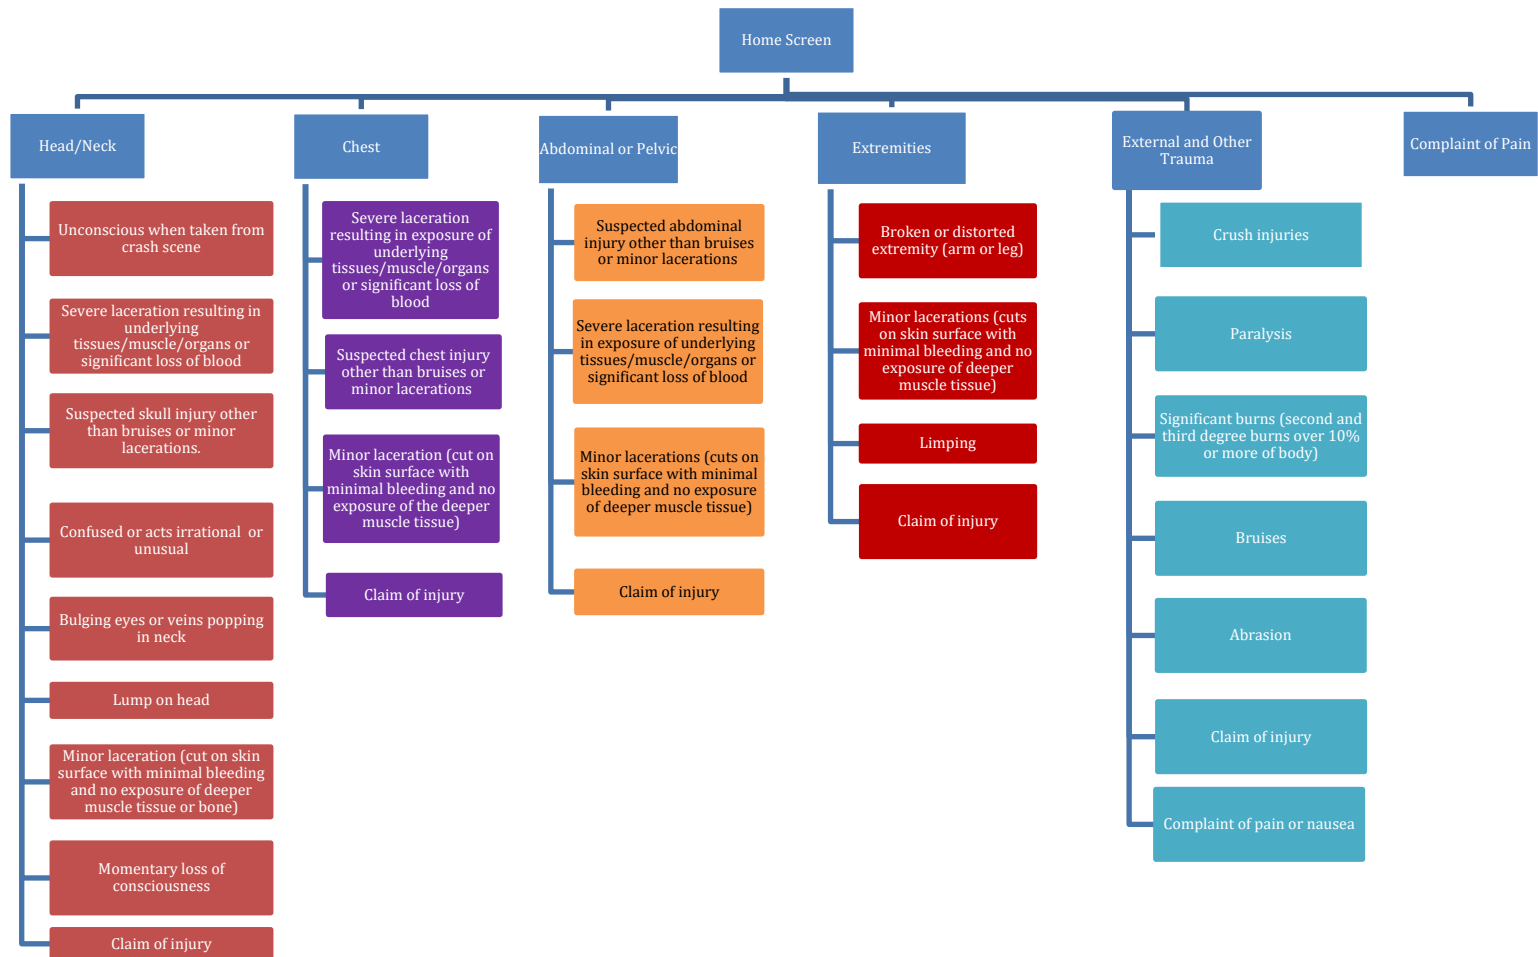 Home Screen
Head/Neck
Unconscious when taken from
crash scene
Severe laceration resulting in
underlying
tissues/muscle/organs or
significant loss of blood
Suspected skull injury other
than bruises or minor
lacerations.
Confused or acts irrational  or
unusual
Bulging eyes or veins popping
in neck
Lump on head
Minor laceration (cut on skin
surface with minimal bleeding
and no exposure of deeper
muscle tissue or bone)
Momentary loss of
consciousness
Claim of injury
Chest
Severe laceration
resulting in exposure of
underlying
tissues/muscle/organs
or significant loss of
blood
Suspected chest injury
other than bruises or
minor lacerations
Minor laceration (cut on
skin surface with
minimal bleeding and no
exposure of the deeper
muscle tissue)
Claim of injury
Abdominal or Pelvic
Suspected abdominal
injury other than bruises
or minor lacerations
Severe laceration resulting
in exposure of underlying
tissues/muscle/organs or
significant loss of blood
Minor lacerations (cuts on
skin surface with minimal
bleeding and no exposure
of deeper muscle tissue)
Claim of injury
Extremities
Broken or distorted
extremity (arm or leg)
Minor lacerations (cuts
on skin surface with
minimal bleeding and no
exposure of deeper
muscle tissue)
Limping
Claim of injury
External and Other
Trauma
Crush injuries
Paralysis
Significant burns (second and
third degree burns over 10%
or more of body)
Bruises
Abrasion
Claim of injury
Complaint of pain or nausea
Complaint of Pain